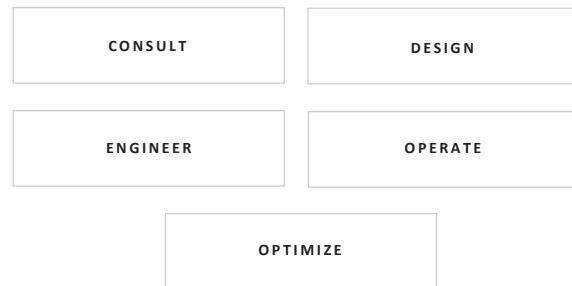 CONSULT
DESIGN
ENGINEER
OPERATE
OPTIMIZE